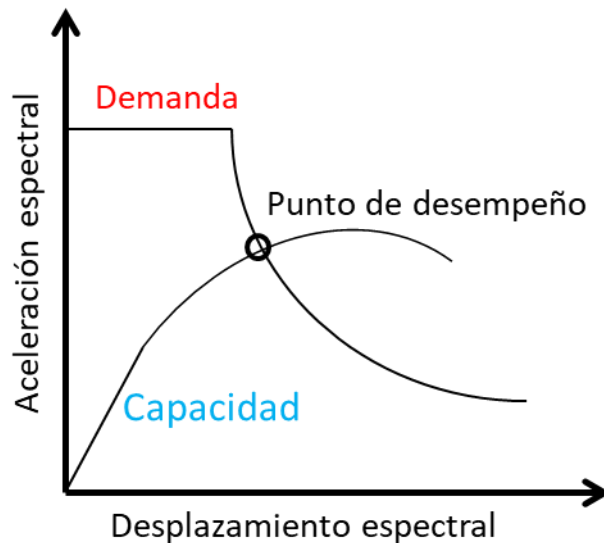 Demanda
Punto de desempeño
Capacidad
Aceleración espectral
Desplazamiento espectral